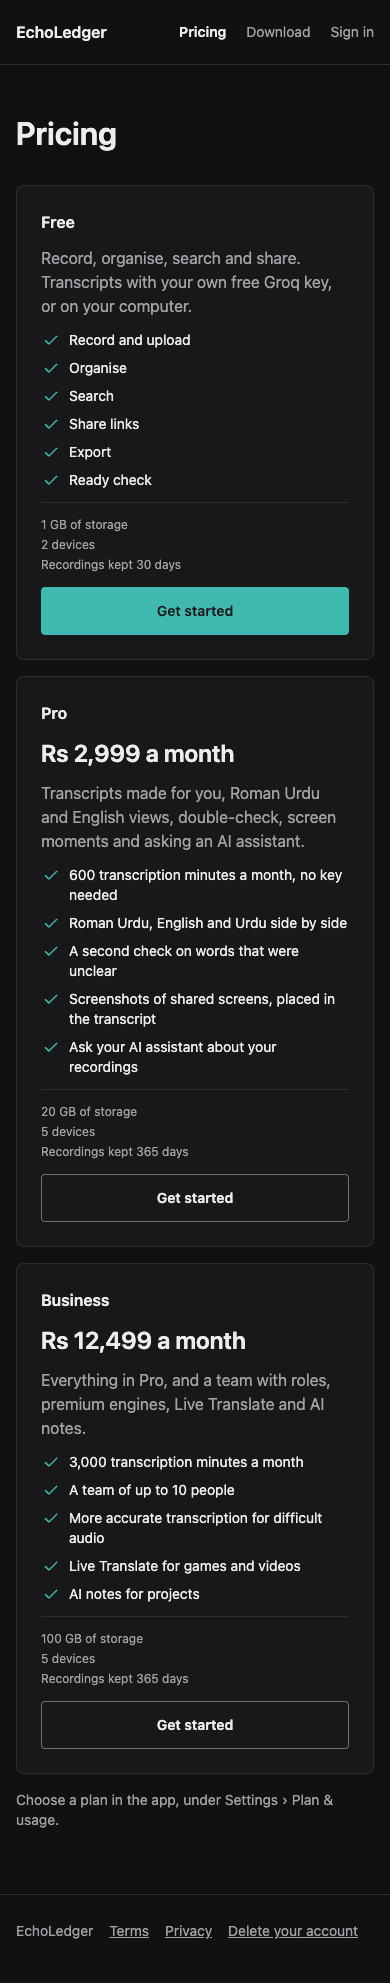 EchoLedger
Pricing
Download
Sign in
Pricing
Free
Record, organise, search and share.
Transcripts with your own free Groq key,
or on your computer.
Record and upload
Organise
Search
Share links
Export
Ready check
1 GB of storage
2 devices
Recordings kept 30 days
Get started
Pro
Rs 2,999 a month
Transcripts made for you, Roman Urdu
and English views, double-check, screen
moments and asking an AI assistant.
600 transcription minutes a month, no key
needed
Roman Urdu, English and Urdu side by side
A second check on words that were
unclear
Screenshots of shared screens, placed in
the transcript
Ask your AI assistant about your
recordings
20 GB of storage
5 devices
Recordings kept 365 days
Get started
Business
Rs 12,499 a month
Everything in Pro, and a team with roles,
premium engines, Live Translate and AI
notes.
3,000 transcription minutes a month
A team of up to 10 people
More accurate transcription for difficult
audio
Live Translate for games and videos
AI notes for projects
100 GB of storage
5 devices
Recordings kept 365 days
Get started
Choose a plan in the app, under Settings › Plan &
usage.
EchoLedger
Terms
Privacy
Delete your account